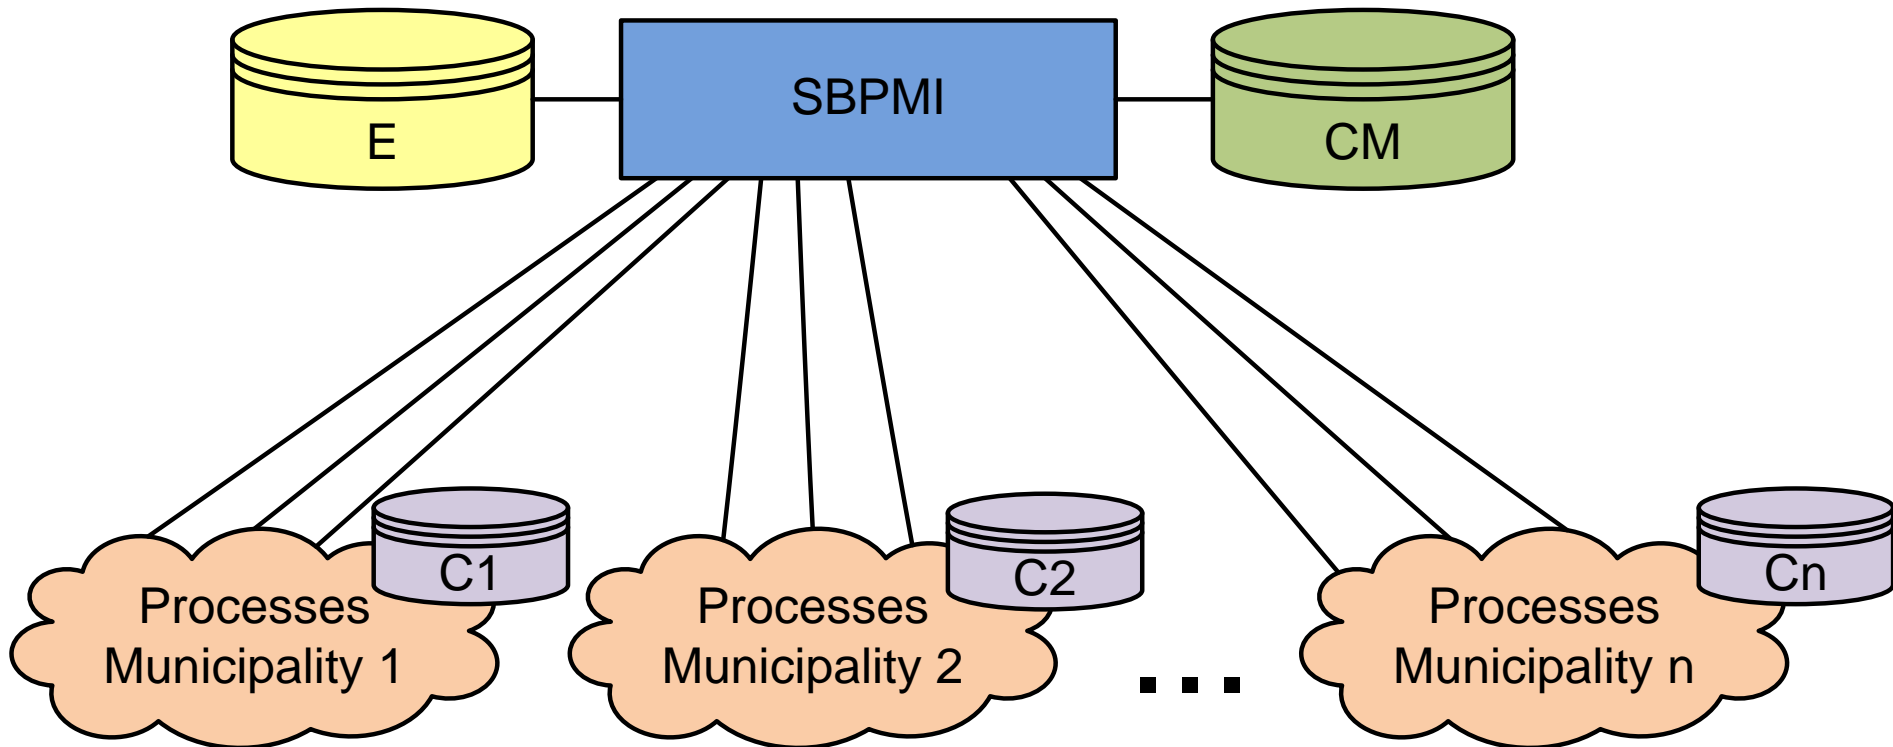 E
SBPMI
CM
C1
Processes
Municipality 1
C2
Processes
Municipality 2
...
Cn
Processes
Municipality n